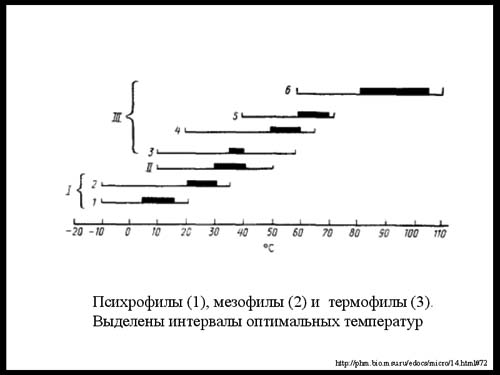 6
III
5
4
3
II
I
2
1
-20 -10 0 10 20 30 40 50 60 70 80 90 100 110
°C
Психрофилы (1), мезофилы (2) и термофилы (3).
Выделены интервалы оптимальных температур
http://phm.bio.msu.ru/edocs/micro/14.html#72